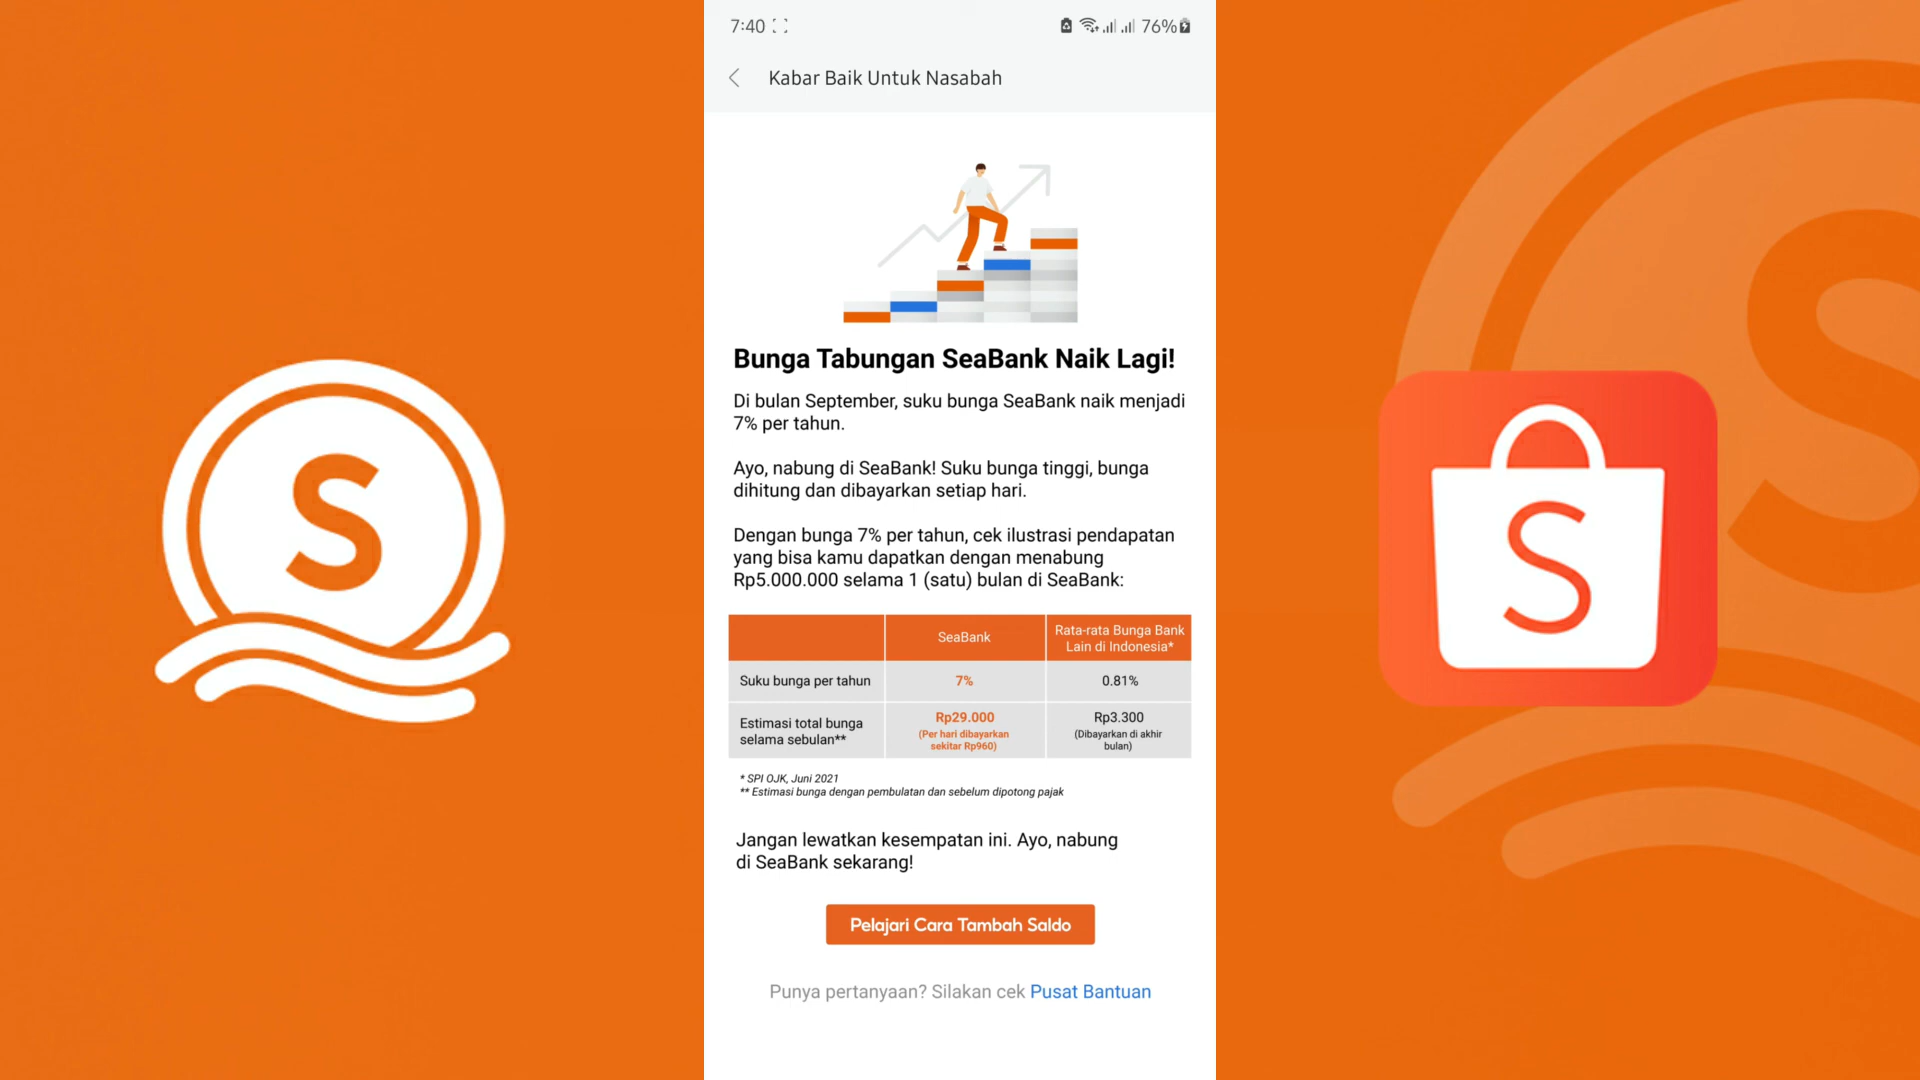 7:40
76%
Kabar Baik Untuk Nasabah
Bunga Tabungan SeaBank Naik Lagi!
Di bulan September, suku bunga SeaBank naik menjadi
7% per tahun.
Ayo, nabung di SeaBank! Suku bunga tinggi, bunga
dihitung dan dibayarkan setiap hari.
Dengan bunga 7% per tahun, cek ilustrasi pendapatan
yang bisa kamu dapatkan dengan menabung
Rp5.000.000 selama 1 (satu) bulan di SeaBank:
SeaBank
Rata-rata Bunga Bank
Lain di Indonesia*
Suku bunga per tahun
7%
0.81%
Estimasi total bunga
selama sebulan**
Rp29.000
(Per hari dibayarkan
sekitar Rp960)
Rp3.300
(Dibayarkan di akhir
bulan)
* SPI OJK, Juni 2021
** Estimasi bunga dengan pembulatan dan sebelum dipotong pajak
Jangan lewatkan kesempatan ini. Ayo, nabung
di SeaBank sekarang!
Pelajari Cara Tambah Saldo
Punya pertanyaan? Silakan cek Pusat Bantuan
S
S
S